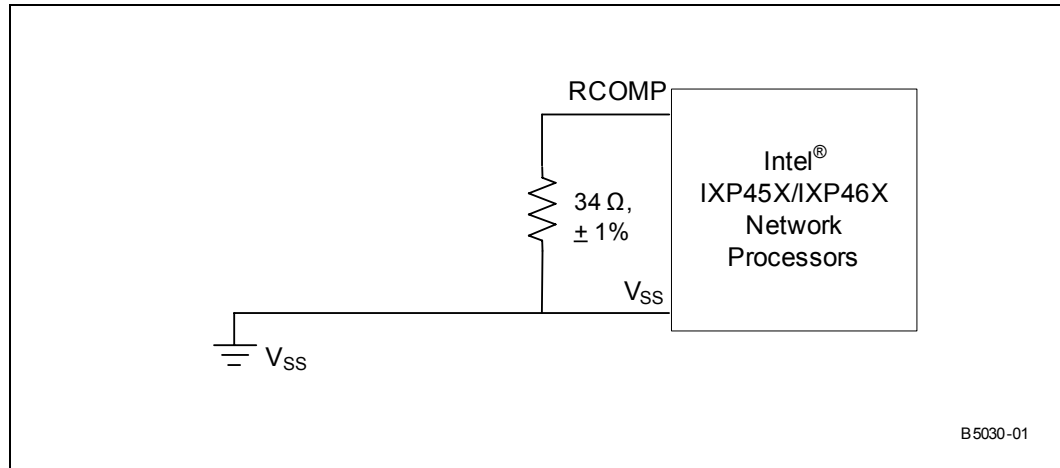 RCOMP
Intel®
IXP45X/IXP46X
Network
Processors
34 Ω,
± 1%
VSS
VSS
B5030-01